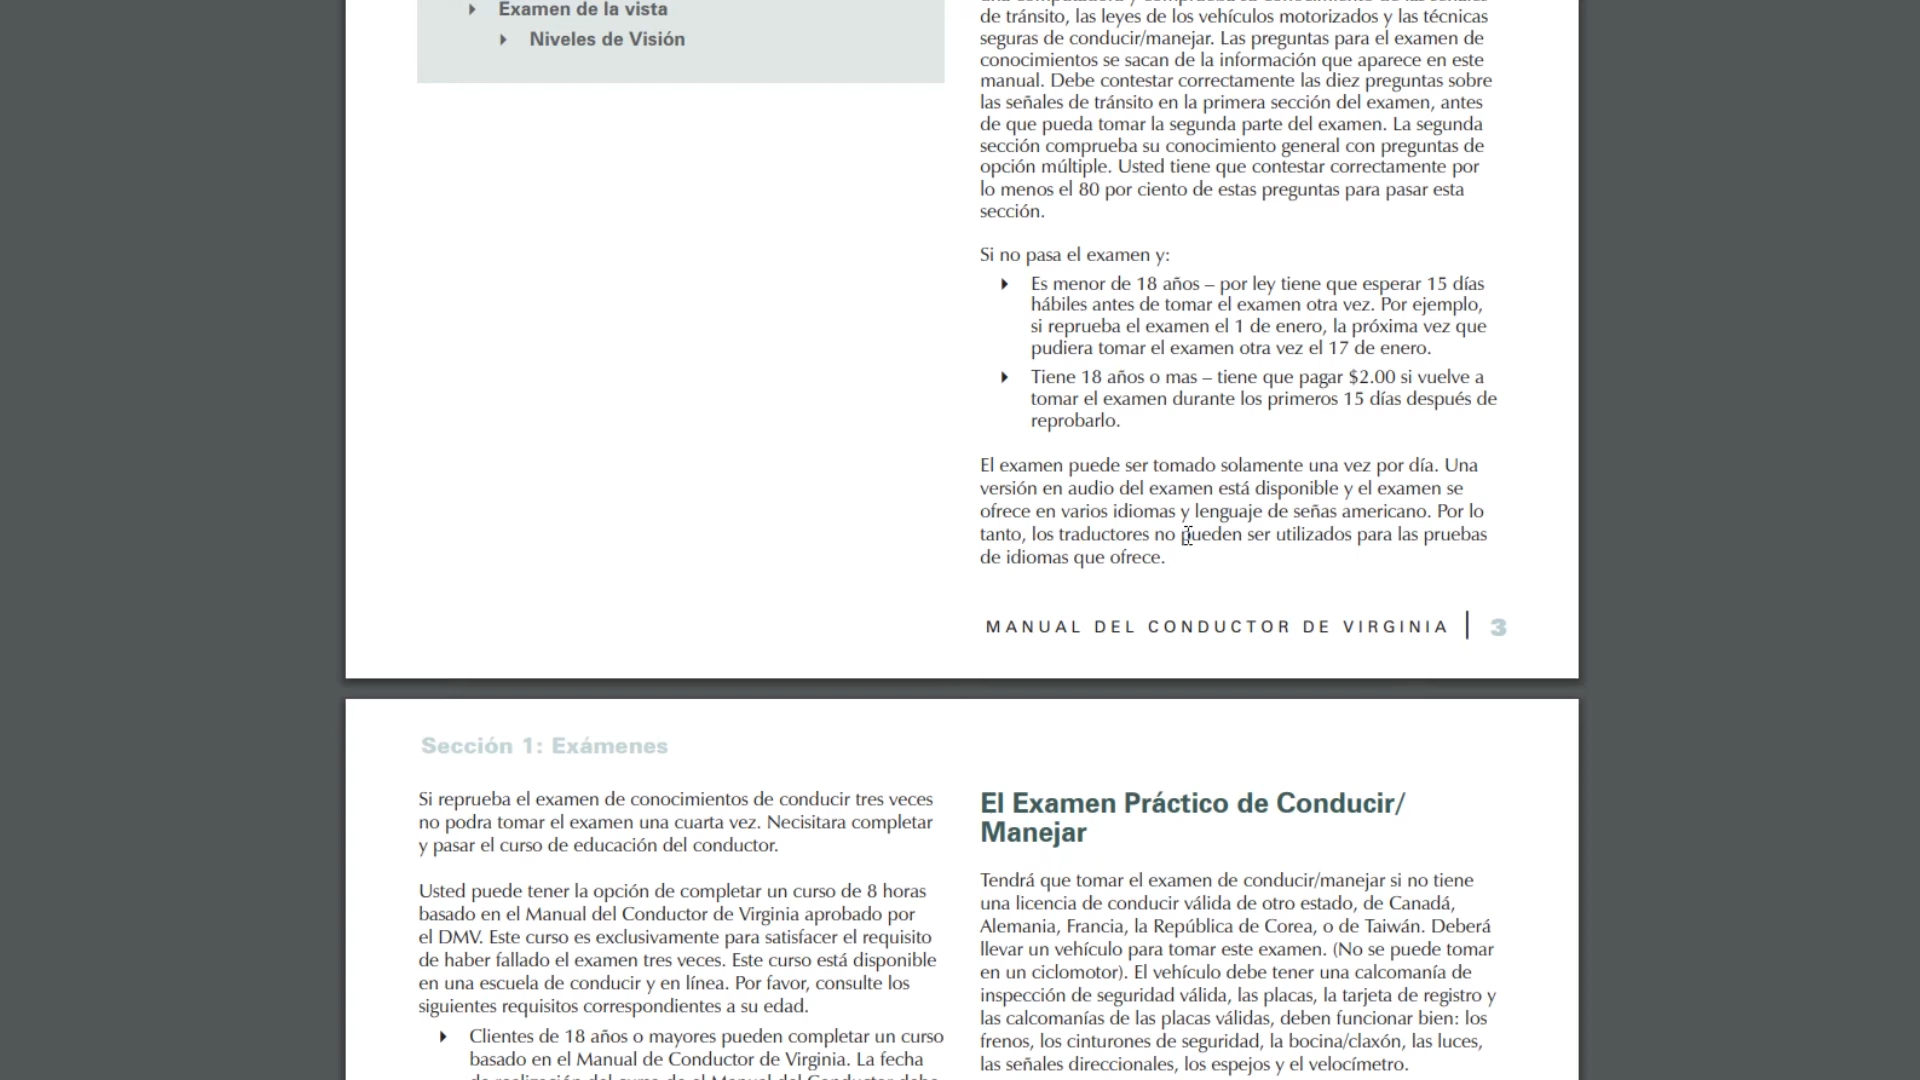 Examen de la vista
Niveles de Visión
de tránsito, las leyes de los vehículos motorizados y las técnicas
seguras de conducir/manejar. Las preguntas para el examen de
conocimientos se sacan de la información que aparece en este
manual. Debe contestar correctamente las diez preguntas sobre
las señales de tránsito en la primera sección del examen, antes
de que pueda tomar la segunda parte del examen. La segunda
sección comprueba su conocimiento general con preguntas de
opción múltiple. Usted tiene que contestar correctamente por
lo menos el 80 por ciento de estas preguntas para pasar esta
sección.
Si no pasa el examen y:
Es menor de 18 años – por ley tiene que esperar 15 días
hábiles antes de tomar el examen otra vez. Por ejemplo,
si reprueba el examen el 1 de enero, la próxima vez que
pudiera tomar el examen otra vez el 17 de enero.
Tiene 18 años o mas – tiene que pagar $2.00 si vuelve a
tomar el examen durante los primeros 15 días después de
reprobarlo.
El examen puede ser tomado solamente una vez por día. Una
versión en audio del examen está disponible y el examen se
ofrece en varios idiomas y lenguaje de señas americano. Por lo
tanto, los traductores no pueden ser utilizados para las pruebas
de idiomas que ofrece.
MANUAL DEL CONDUCTOR DE VIRGINIA | 3
Sección 1: Exámenes
Si reprueba el examen de conocimientos de conducir tres veces
no podra tomar el examen una cuarta vez. Necisitara completar
y pasar el curso de educación del conductor.
Usted puede tener la opción de completar un curso de 8 horas
basado en el Manual del Conductor de Virginia aprobado por
el DMV. Este curso es exclusivamente para satisfacer el requisito
de haber fallado el examen tres veces. Este curso está disponible
en una escuela de conducir y en línea. Por favor, consulte los
siguientes requisitos correspondientes a su edad.
Clientes de 18 años o mayores pueden completar un curso
basado en el Manual de Conductor de Virginia. La fecha
El Examen Práctico de Conducir/
Manejar
Tendrá que tomar el examen de conducir/manejar si no tiene
una licencia de conducir válida de otro estado, de Canadá,
Alemania, Francia, la República de Corea, o de Taiwán. Deberá
llevar un vehículo para tomar este examen. (No se puede tomar
en un ciclomotor). El vehículo debe tener una calcomanía de
inspección de seguridad válida, las placas, la tarjeta de registro y
las calcomanías de las placas válidas, deben funcionar bien: los
frenos, los cinturones de seguridad, la bocina/claxón, las luces,
las señales direccionales, los espejos y el velocímetro.